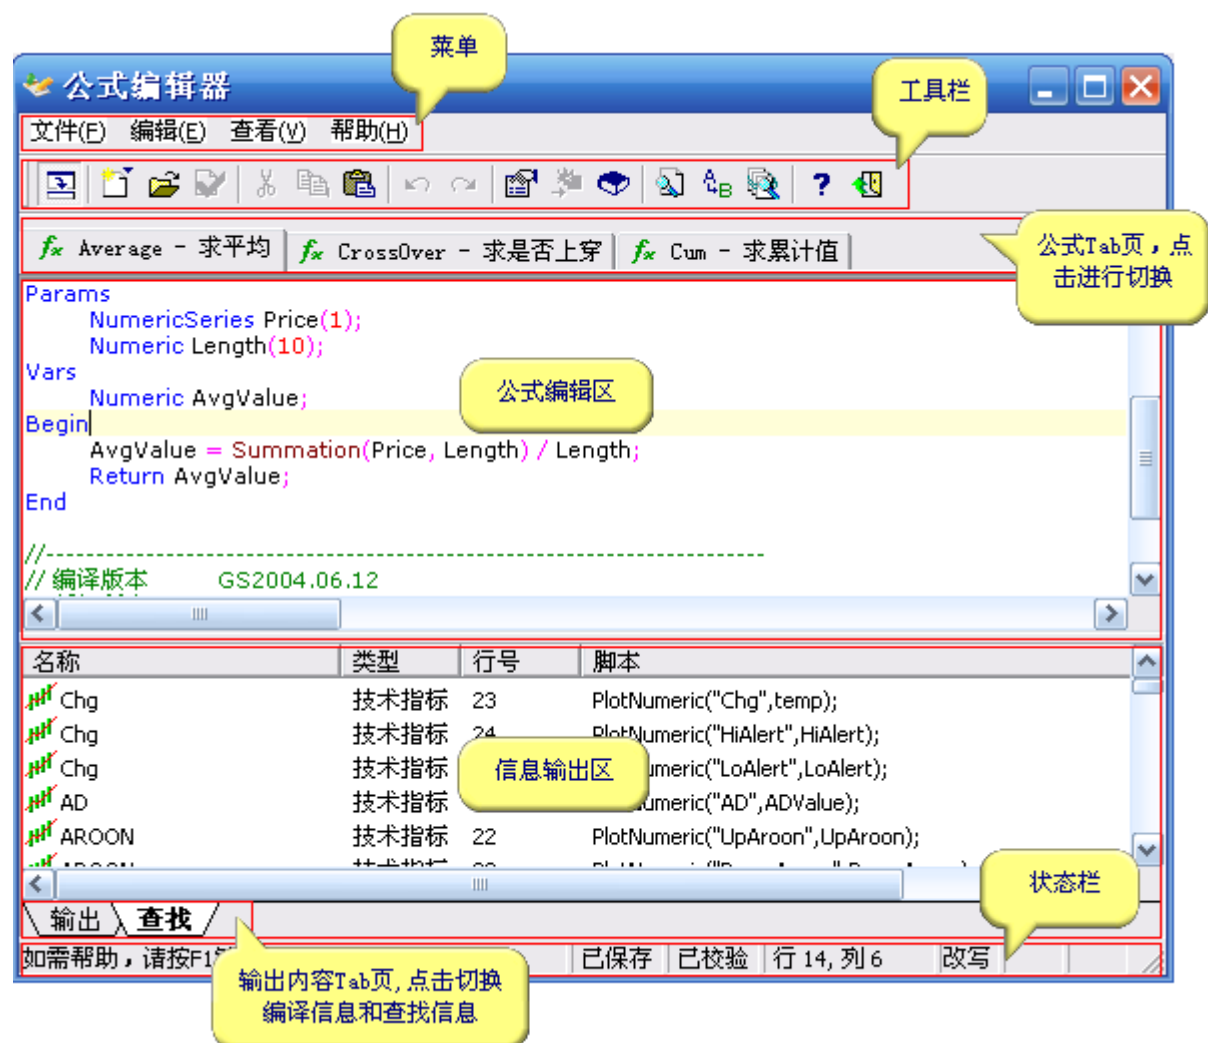 菜单
公式编辑器
工具栏
文件(F) 编辑(E) 查看(V) 帮助(H)
Average - 求平均 CrossOver - 求是否上穿 Cum - 求累计值
公式Tab页，点
击进行切换
Params
NumericSeries Price(1);
Numeric Length(10);
Vars
Numeric AvgValue;
公式编辑区
Begin
AvgValue = Summation(Price, Length) / Length;
Return AvgValue;
End
//------------------------------------------------------------------------
// 编译版本 GS2004.06.12
名称 类型 行号 脚本
Chg 技术指标 23 PlotNumeric("Chg",temp);
Chg 技术指标 24 PlotNumeric("HiAlert",HiAlert);
Chg 技术指标 umeric("LoAlert",LoAlert);
信息输出区
AD 技术指标 umeric("AD",ADValue);
AROON 技术指标 22 PlotNumeric("UpAroon",UpAroon);
状态栏
输出 查找
如需帮助，请按F1 已保存 已校验 行 14, 列 6 改写
输出内容Tab页,点击切换
编译信息和查找信息